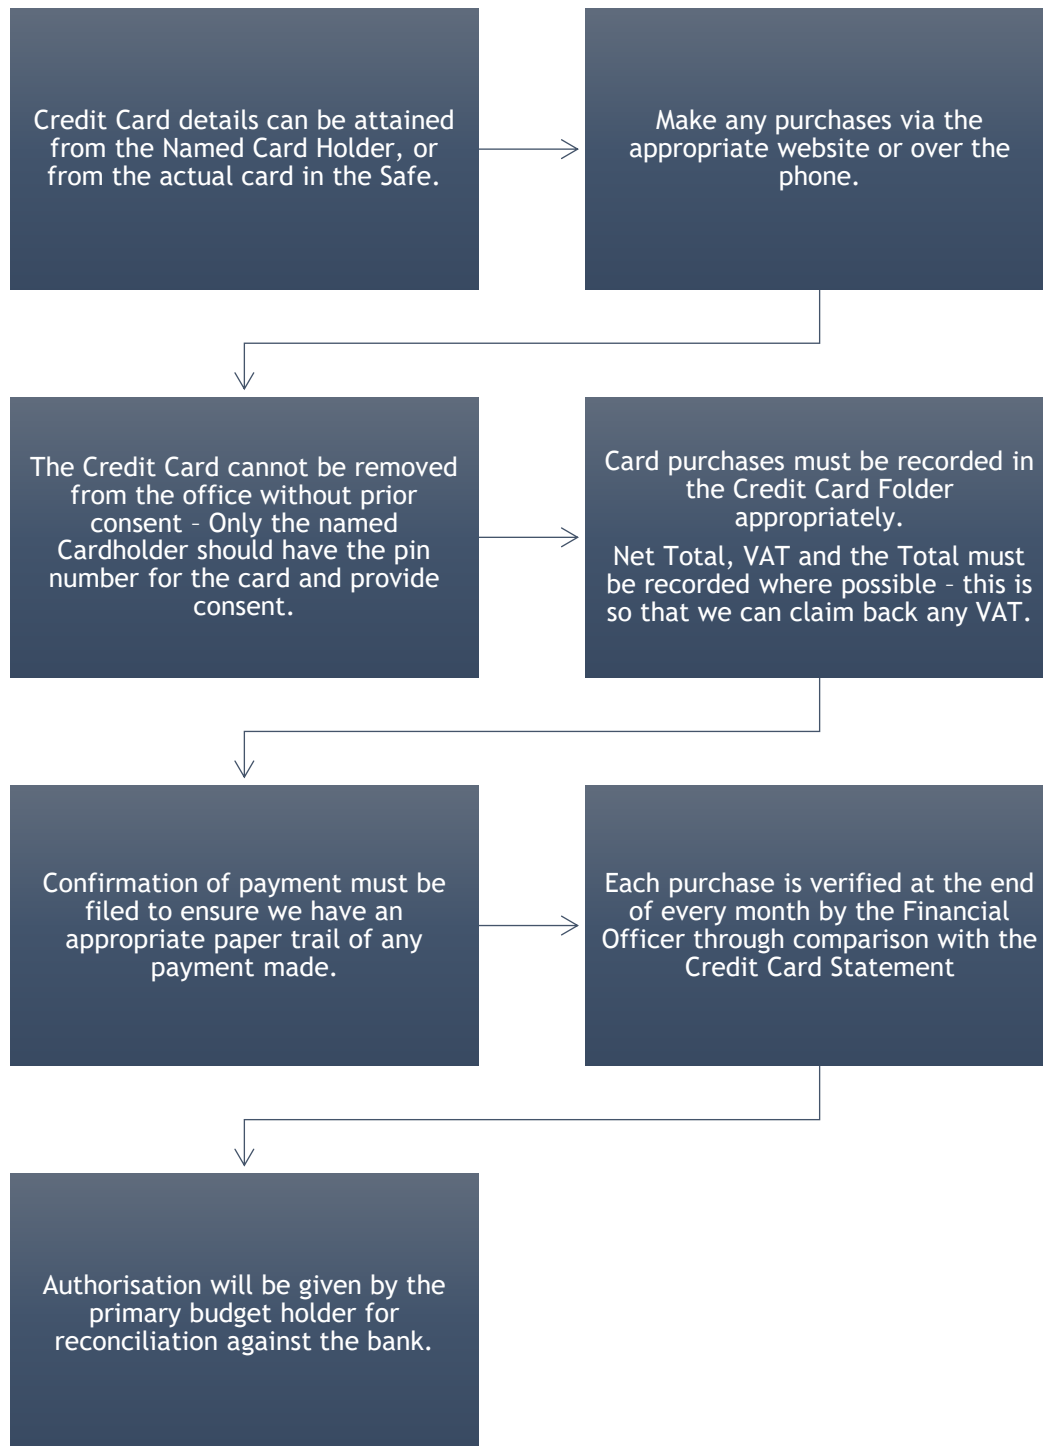 Credit Card details can be attained
from the Named Card Holder, or
from the actual card in the Safe.
Make any purchases via the
appropriate website or over the
phone.
The Credit Card cannot be removed
from the office without prior
consent – Only the named
Cardholder should have the pin
number for the card and provide
consent.
Card purchases must be recorded in
the Credit Card Folder
appropriately.
Net Total, VAT and the Total must
be recorded where possible – this is
so that we can claim back any VAT.
Confirmation of payment must be
filed to ensure we have an
appropriate paper trail of any
payment made.
Each purchase is verified at the end
of every month by the Financial
Officer through comparison with the
Credit Card Statement
Authorisation will be given by the
primary budget holder for
reconciliation against the bank.